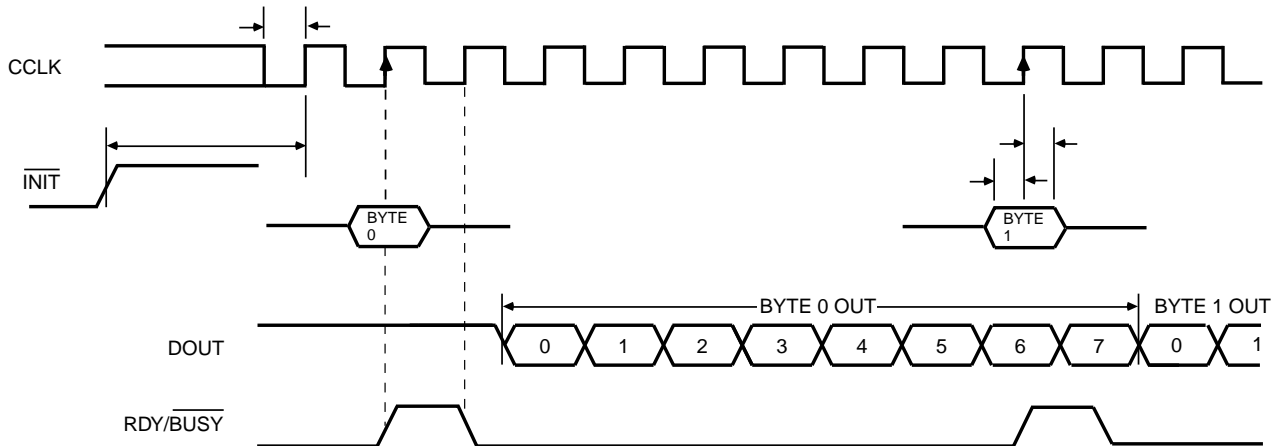 CCLK
INIT
BYTE
0
BYTE
1
BYTE 0 OUT
BYTE 1 OUT
DOUT
0 1 2 3 4 5 6 7 0 1
RDY/BUSY